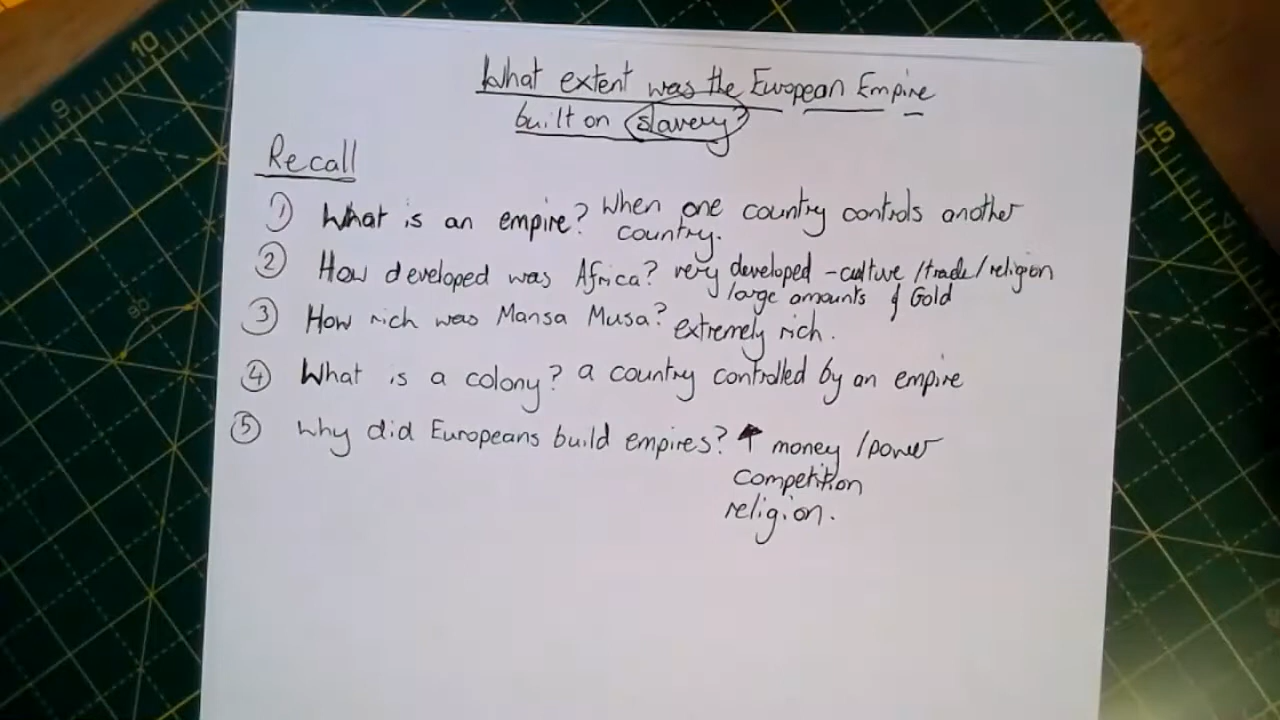 What extent was the European Empire
built on slavery?
Recall
① What is an empire? When one country controls another
country.
② How developed was Africa? very developed - culture / trade / religion
large amounts of Gold
③ How rich was Mansa Musa? extremely rich.
④ What is a colony? a country controlled by an empire
⑤ Why did Europeans build empires? ↑ money / power
competition
religion.
10
9
5